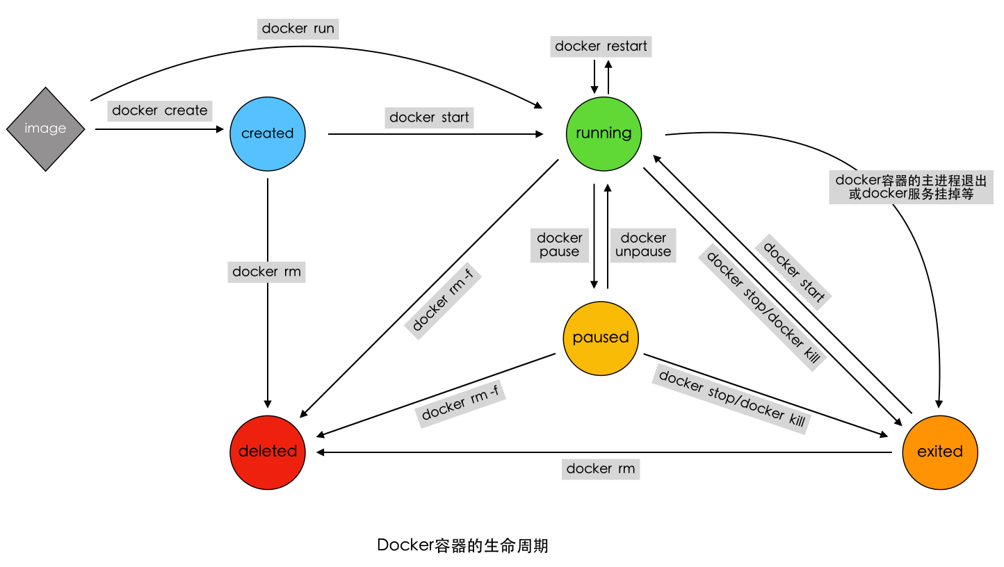 docker run
docker restart
image
docker create
created
docker start
running
docker容器的主进程退出
或docker服务挂掉等
docker
pause
docker
unpause
docker start
docker stop/docker kill
docker rm
docker rm -f
paused
docker rm -f
docker stop/docker kill
deleted
exited
docker rm
Docker容器的生命周期